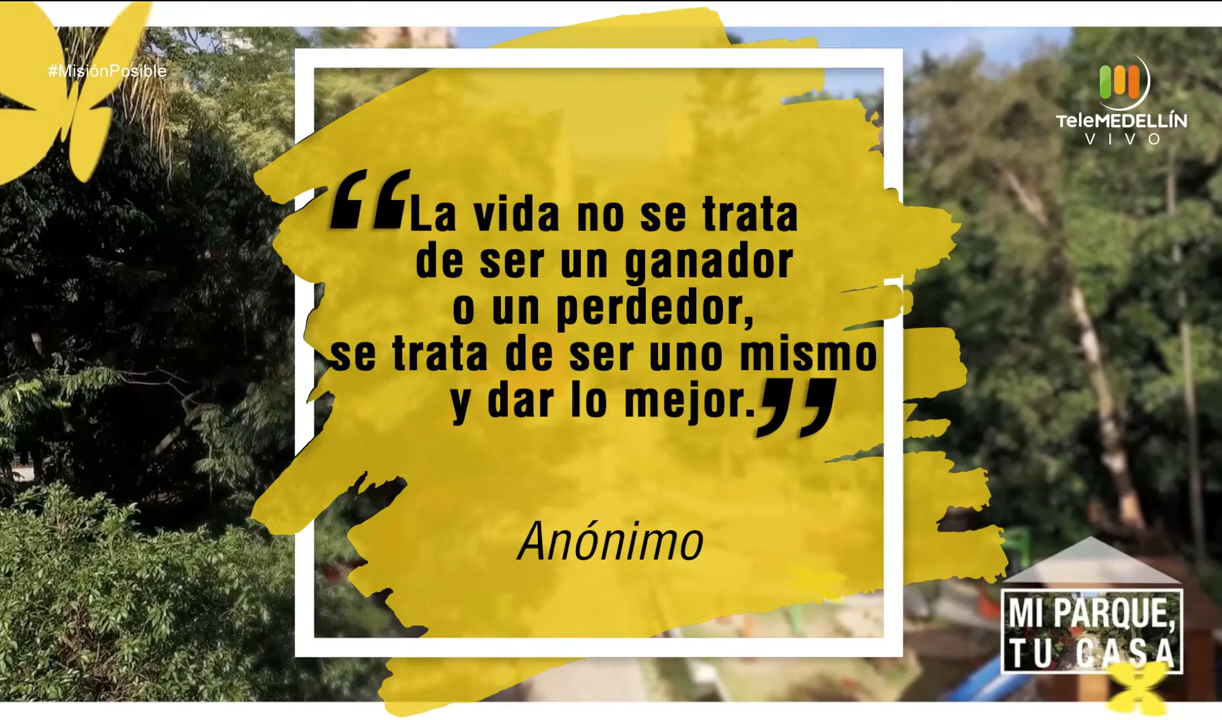 #MisiónPosible
TeleMEDELLÍN
VIVO
“La vida no se trata
de ser un ganador
o un perdedor,
se trata de ser uno mismo
y dar lo mejor.”
Anónimo
MI PARQUE,
TU CASA